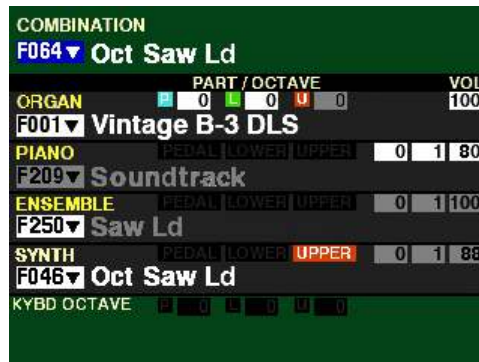 COMBINATION
F064▼ Oct Saw Ld
PART / OCTAVE VOL
ORGAN P 0 L 0 U 0 100
F001▼ Vintage B-3 DLS
PIANO PEDAL LOWER UPPER 0 1 80
F209▼ Soundtrack
ENSEMBLE PEDAL LOWER UPPER 0 1 100
F250▼ Saw Ld
SYNTH PEDAL LOWER UPPER 0 1 88
F046▼ Oct Saw Ld
KYBD OCTAVE P 0 L 0 U 0